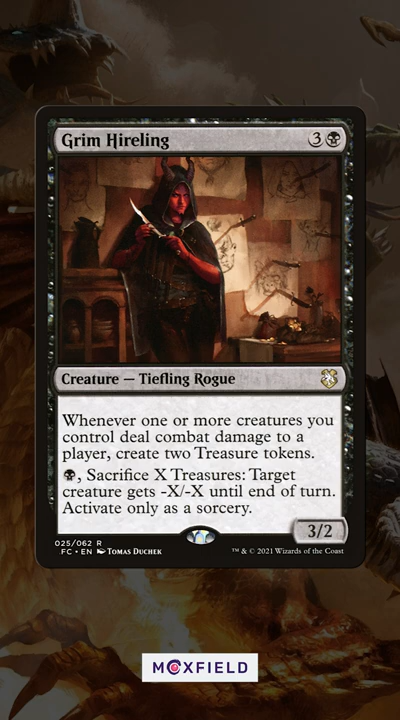 Grim Hireling 3
Creature — Tiefling Rogue
Whenever one or more creatures you
control deal combat damage to a
player, create two Treasure tokens.
, Sacrifice X Treasures: Target
creature gets -X/-X until end of turn.
Activate only as a sorcery.
3/2
025/062 R
FC • EN Tomas Duchek
™ & © 2021 Wizards of the Coast
MOXFIELD